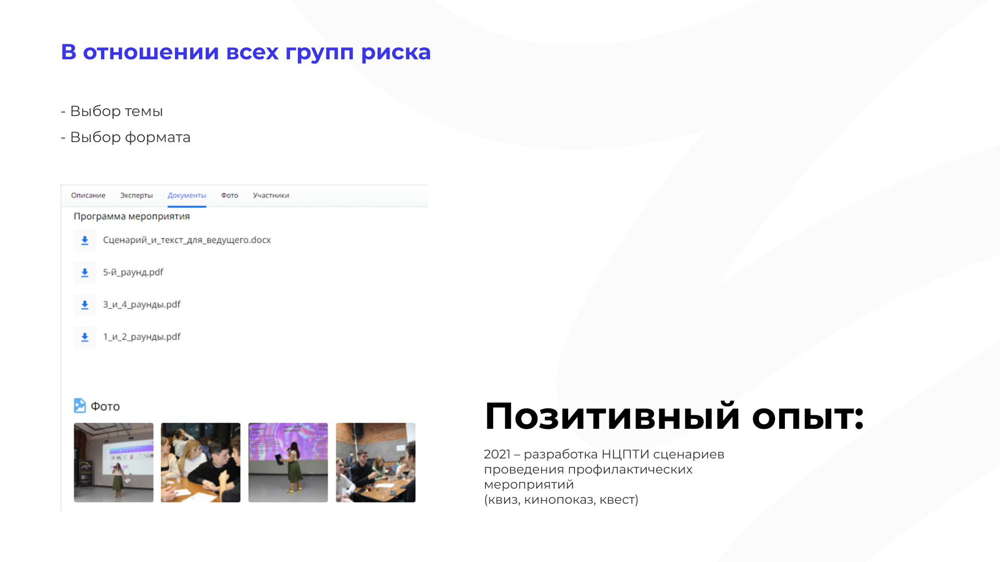 В отношении всех групп риска
- Выбор темы
- Выбор формата
Описание Эксперты Документы Фото Участники
Программа мероприятия
Сценарий_и_текст_для_ведущего.docx
5-й_раунд.pdf
3_и_4_раунды.pdf
1_и_2_раунды.pdf
Фото
Позитивный опыт:
2021 – разработка НЦПТИ сценариев
проведения профилактических
мероприятий
(квиз, кинопоказ, квест)